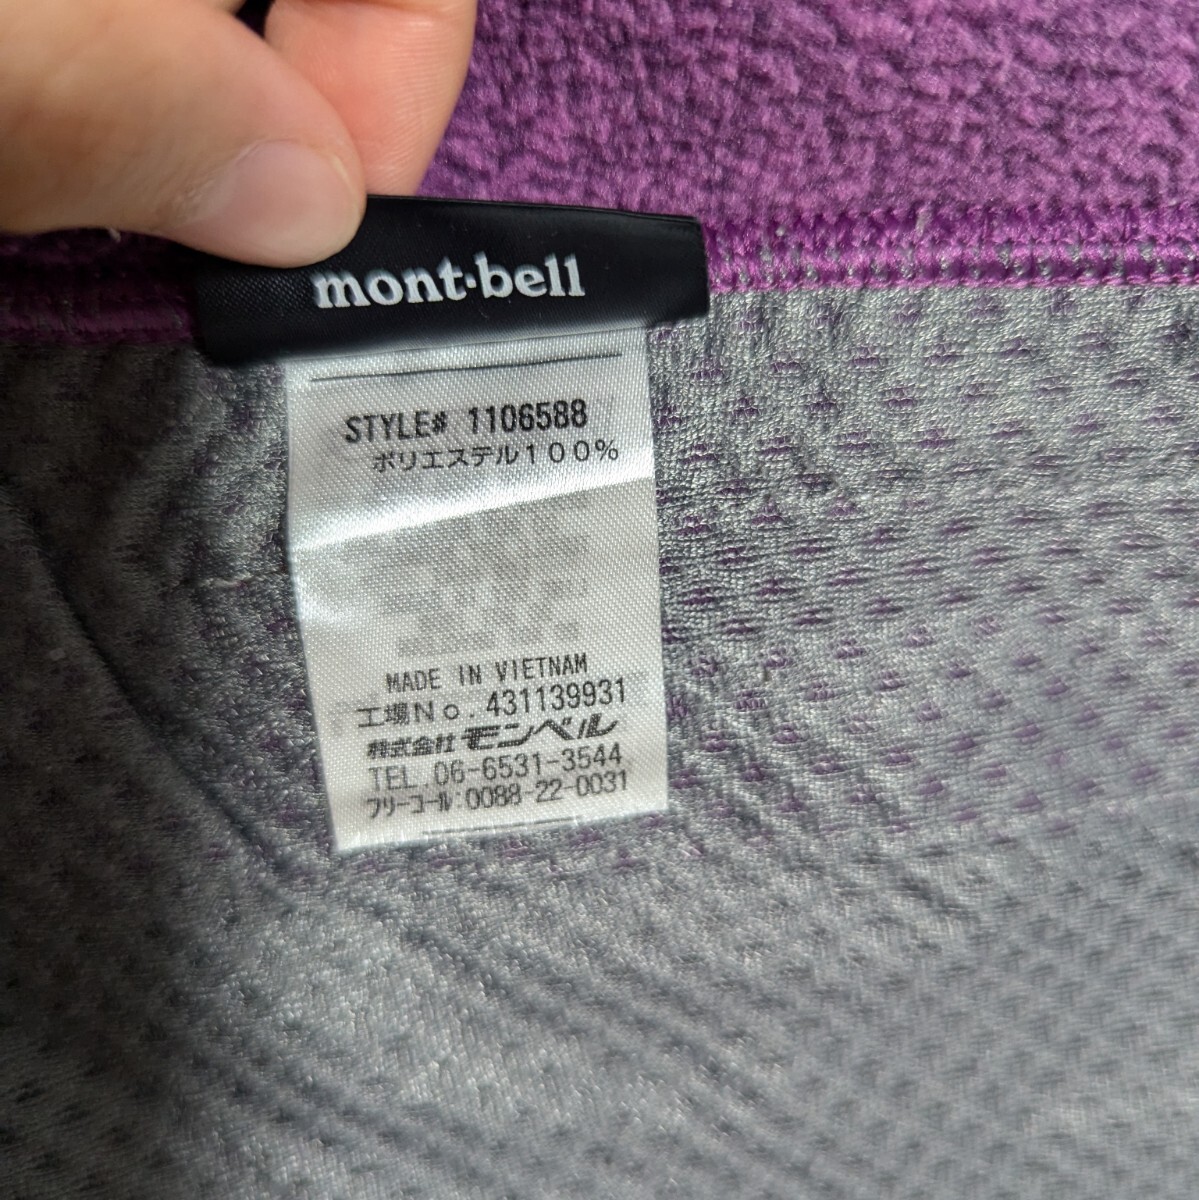 mont·bell
STYLE# 1106588
ポリエステル100%
MADE IN VIETNAM
工場No.431139931
株式会社モンベル
TEL.06-6531-3544
フリーコール:0088-22-0031